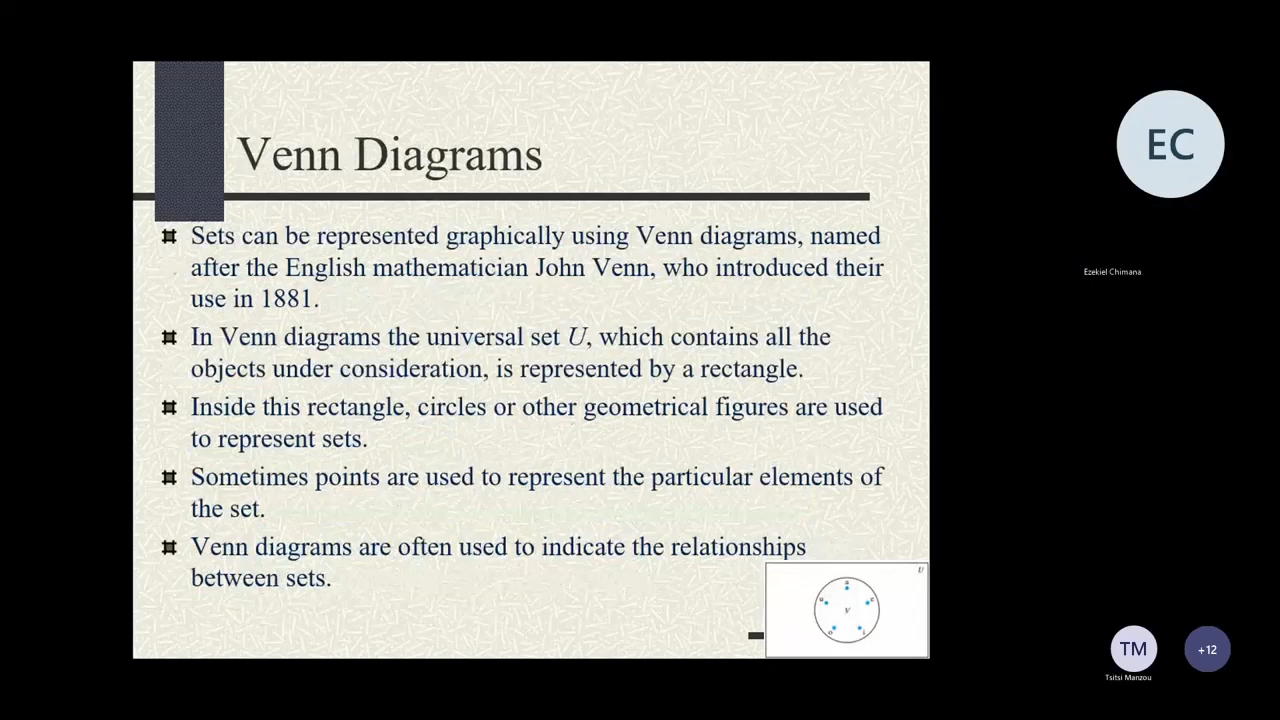 Venn Diagrams
Sets can be represented graphically using Venn diagrams, named
after the English mathematician John Venn, who introduced their
use in 1881.
In Venn diagrams the universal set U, which contains all the
objects under consideration, is represented by a rectangle.
Inside this rectangle, circles or other geometrical figures are used
to represent sets.
Sometimes points are used to represent the particular elements of
the set.
Venn diagrams are often used to indicate the relationships
between sets.
U
a
u
e
V
o
i
EC
Ezekiel Chimana
TM
+12
Tsitsi Manzou